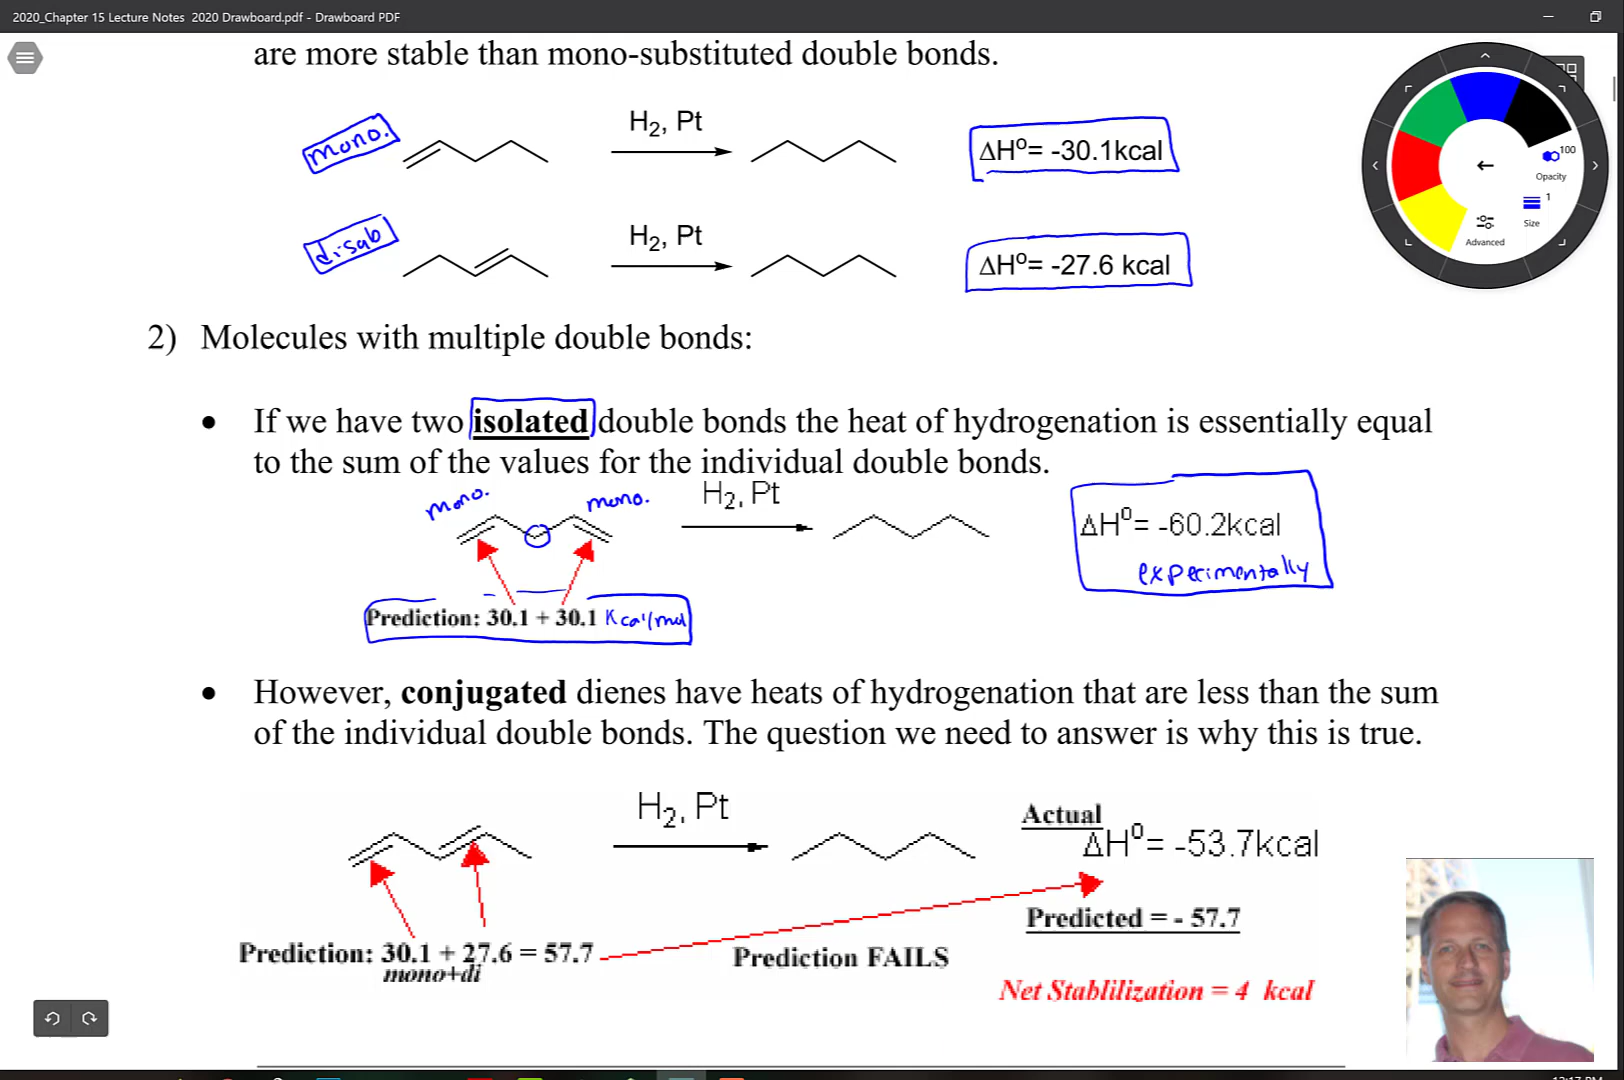 2020_Chapter 15 Lecture Notes 2020 Drawboard.pdf - Drawboard PDF
are more stable than mono-substituted double bonds.
mono.
H₂, Pt
ΔHº= -30.1kcal
disub
H₂, Pt
ΔHº= -27.6 kcal
100
Opacity
1
Size
Advanced
2) Molecules with multiple double bonds:
• If we have two isolated double bonds the heat of hydrogenation is essentially equal
to the sum of the values for the individual double bonds.
mono. mono.
H₂, Pt
ΔHº= -60.2kcal
experimentally
Prediction: 30.1 + 30.1 Kcal/mol
• However, conjugated dienes have heats of hydrogenation that are less than the sum
of the individual double bonds. The question we need to answer is why this is true.
H₂, Pt
Actual
ΔHº= -53.7kcal
Predicted = - 57.7
Prediction: 30.1 + 27.6 = 57.7
mono+di
Prediction FAILS
Net Stablilization = 4 kcal